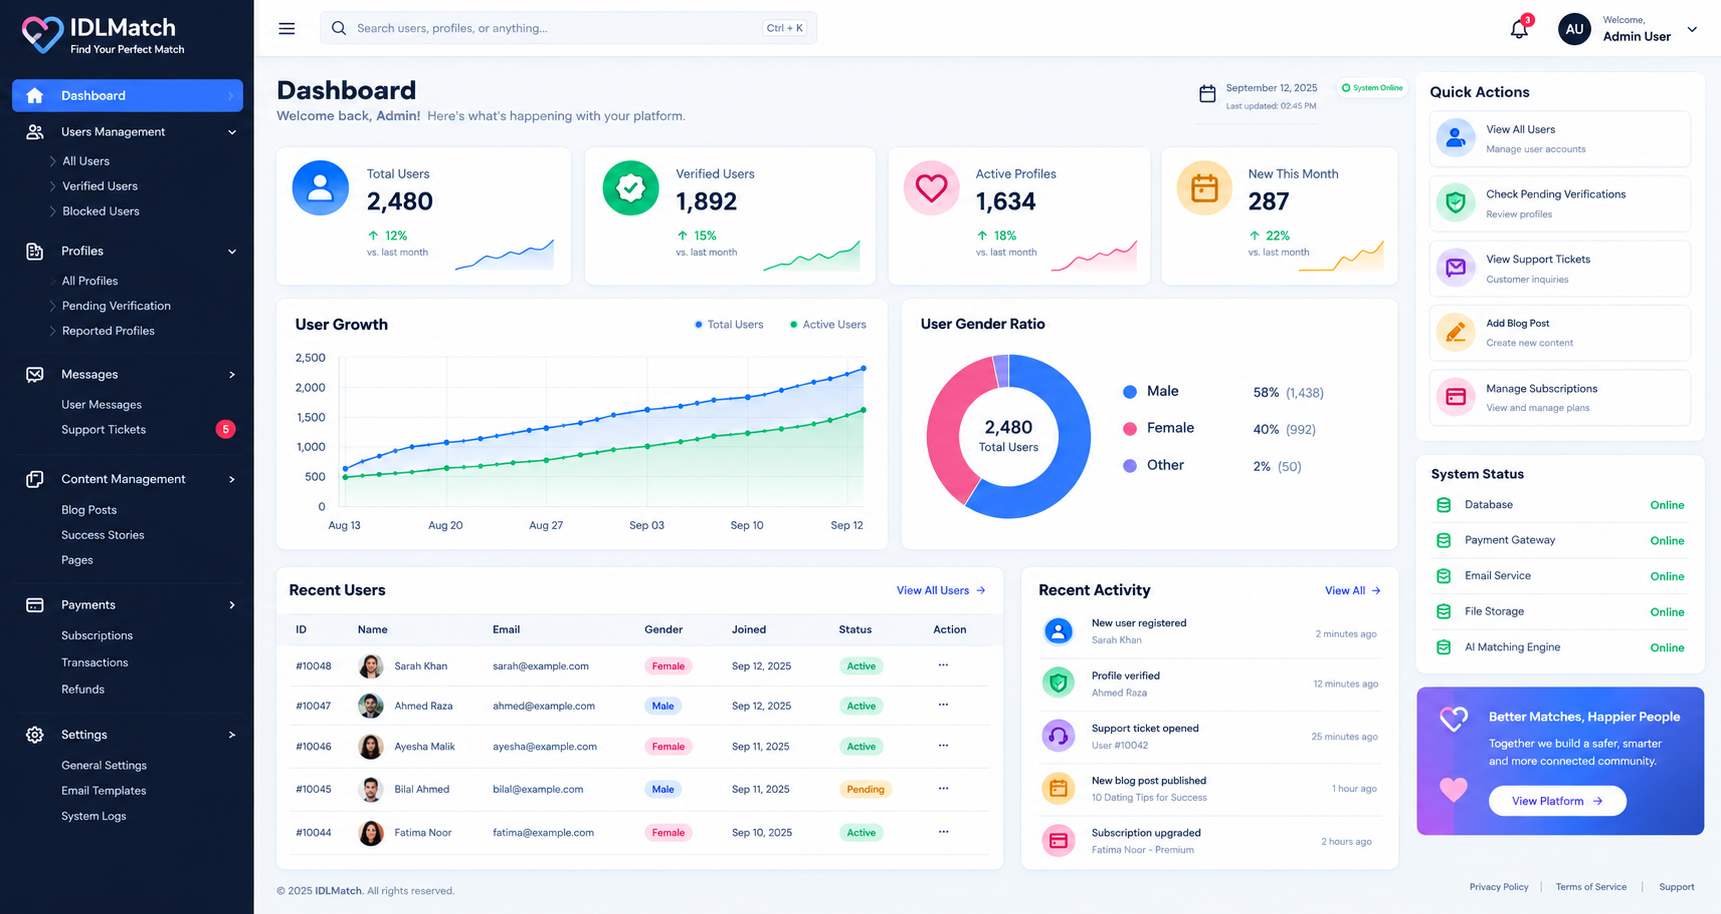 IDLMatch
Find Your Perfect Match
Dashboard
Users Management
All Users
Verified Users
Blocked Users
Profiles
All Profiles
Pending Verification
Reported Profiles
Messages
User Messages
Support Tickets 5
Content Management
Blog Posts
Success Stories
Pages
Payments
Subscriptions
Transactions
Refunds
Settings
General Settings
Email Templates
System Logs
Search users, profiles, or anything... Ctrl + K
3
AU
Welcome,
Admin User
Dashboard
Welcome back, Admin! Here's what's happening with your platform.
September 12, 2025
Last updated: 02:45 PM
System Online
Total Users
2,480
↑ 12%
vs. last month
Verified Users
1,892
↑ 15%
vs. last month
Active Profiles
1,634
↑ 18%
vs. last month
New This Month
287
↑ 22%
vs. last month
User Growth
Total Users Active Users
2,500
2,000
1,500
1,000
500
0
Aug 13 Aug 20 Aug 27 Sep 03 Sep 10 Sep 12
User Gender Ratio
2,480
Total Users
Male 58% (1,438)
Female 40% (992)
Other 2% (50)
Recent Users View All Users →
ID Name Email Gender Joined Status Action
#10048 Sarah Khan sarah@example.com Female Sep 12, 2025 Active ...
#10047 Ahmed Raza ahmed@example.com Male Sep 12, 2025 Active ...
#10046 Ayesha Malik ayesha@example.com Female Sep 11, 2025 Active ...
#10045 Bilal Ahmed bilal@example.com Male Sep 11, 2025 Pending ...
#10044 Fatima Noor fatima@example.com Female Sep 10, 2025 Active ...
Recent Activity View All →
New user registered
Sarah Khan
2 minutes ago
Profile verified
Ahmed Raza
12 minutes ago
Support ticket opened
User #10042
25 minutes ago
New blog post published
10 Dating Tips for Success
1 hour ago
Subscription upgraded
Fatima Noor - Premium
2 hours ago
Quick Actions
View All Users
Manage user accounts
Check Pending Verifications
Review profiles
View Support Tickets
Customer inquiries
Add Blog Post
Create new content
Manage Subscriptions
View and manage plans
System Status
Database Online
Payment Gateway Online
Email Service Online
File Storage Online
AI Matching Engine Online
Better Matches, Happier People
Together we build a safer, smarter
and more connected community.
View Platform →
© 2025 IDLMatch. All rights reserved.
Privacy Policy | Terms of Service | Support